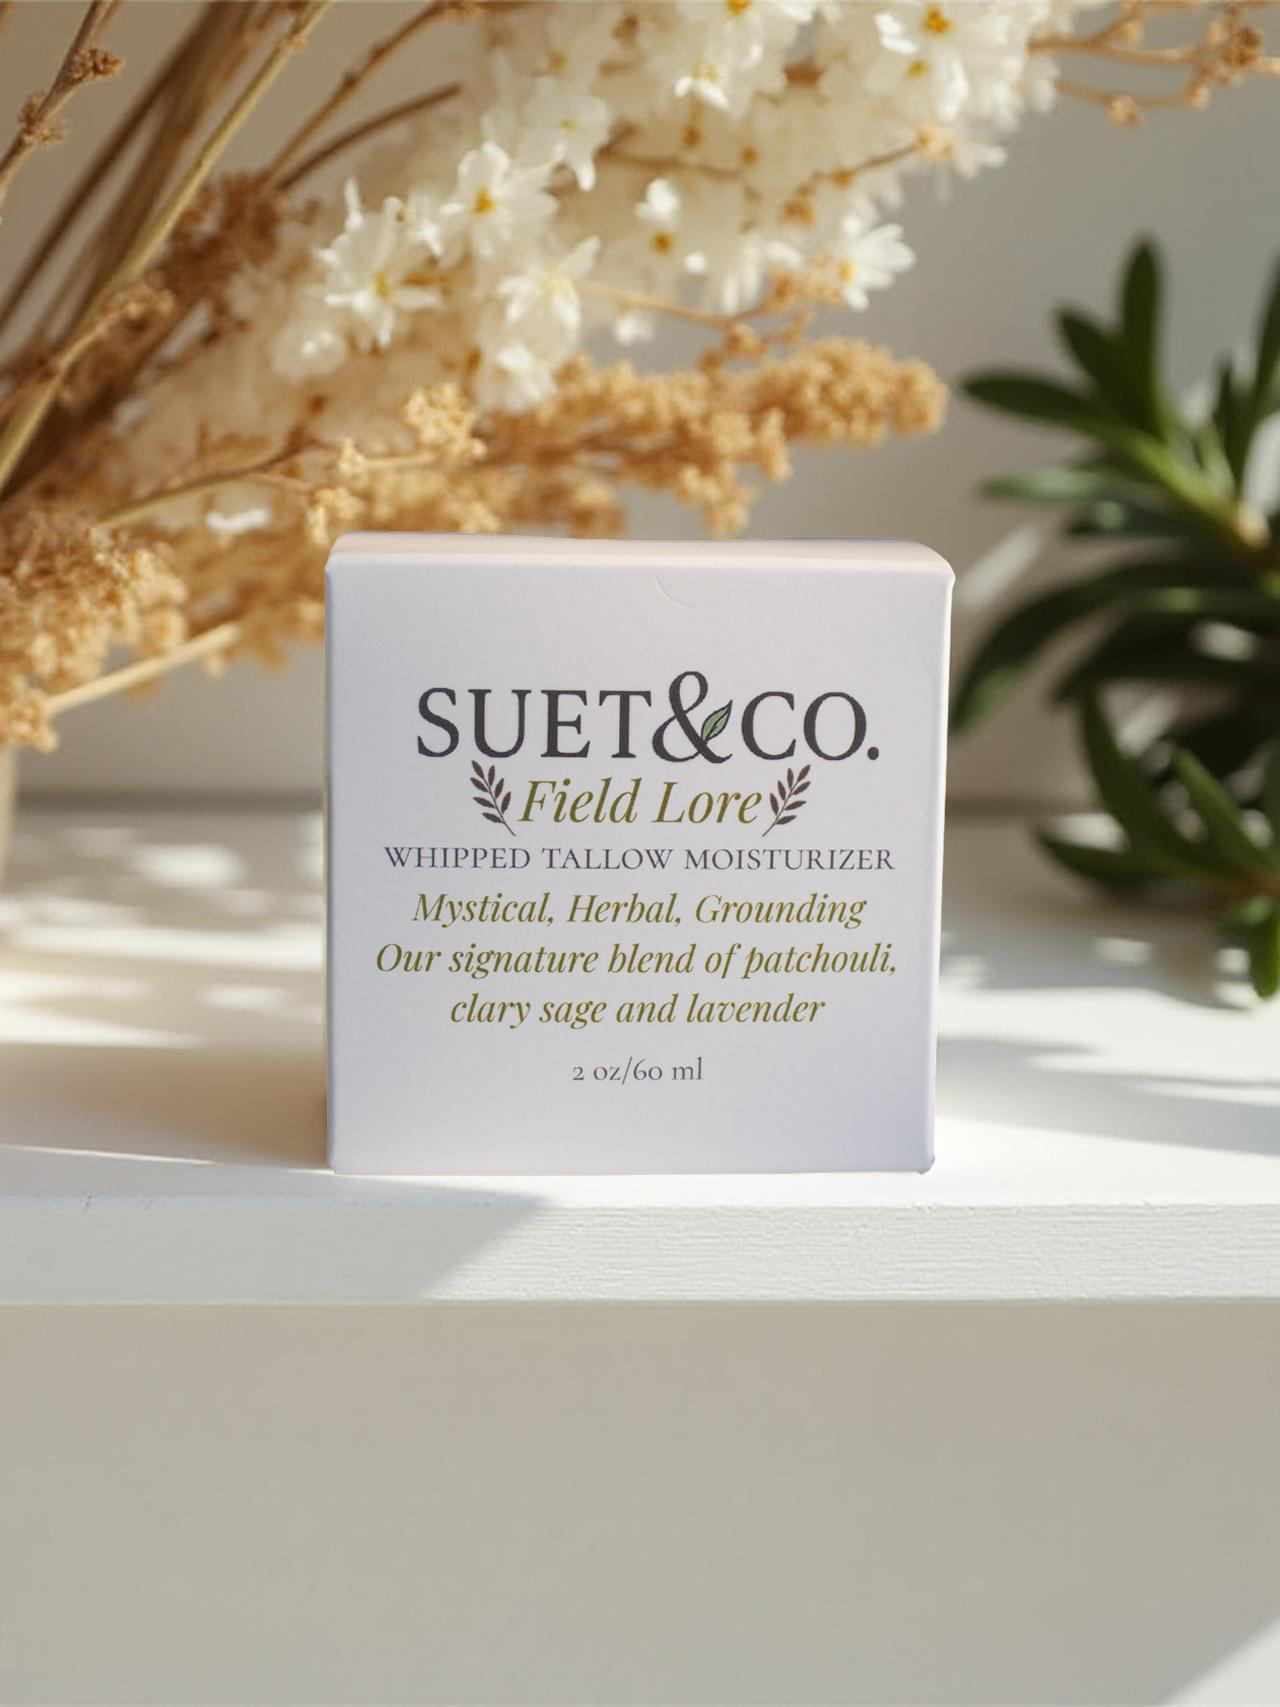 SUET&CO.
Field Lore
WHIPPED TALLOW MOISTURIZER
Mystical, Herbal, Grounding
Our signature blend of patchouli,
clary sage and lavender
2 oz/60 ml